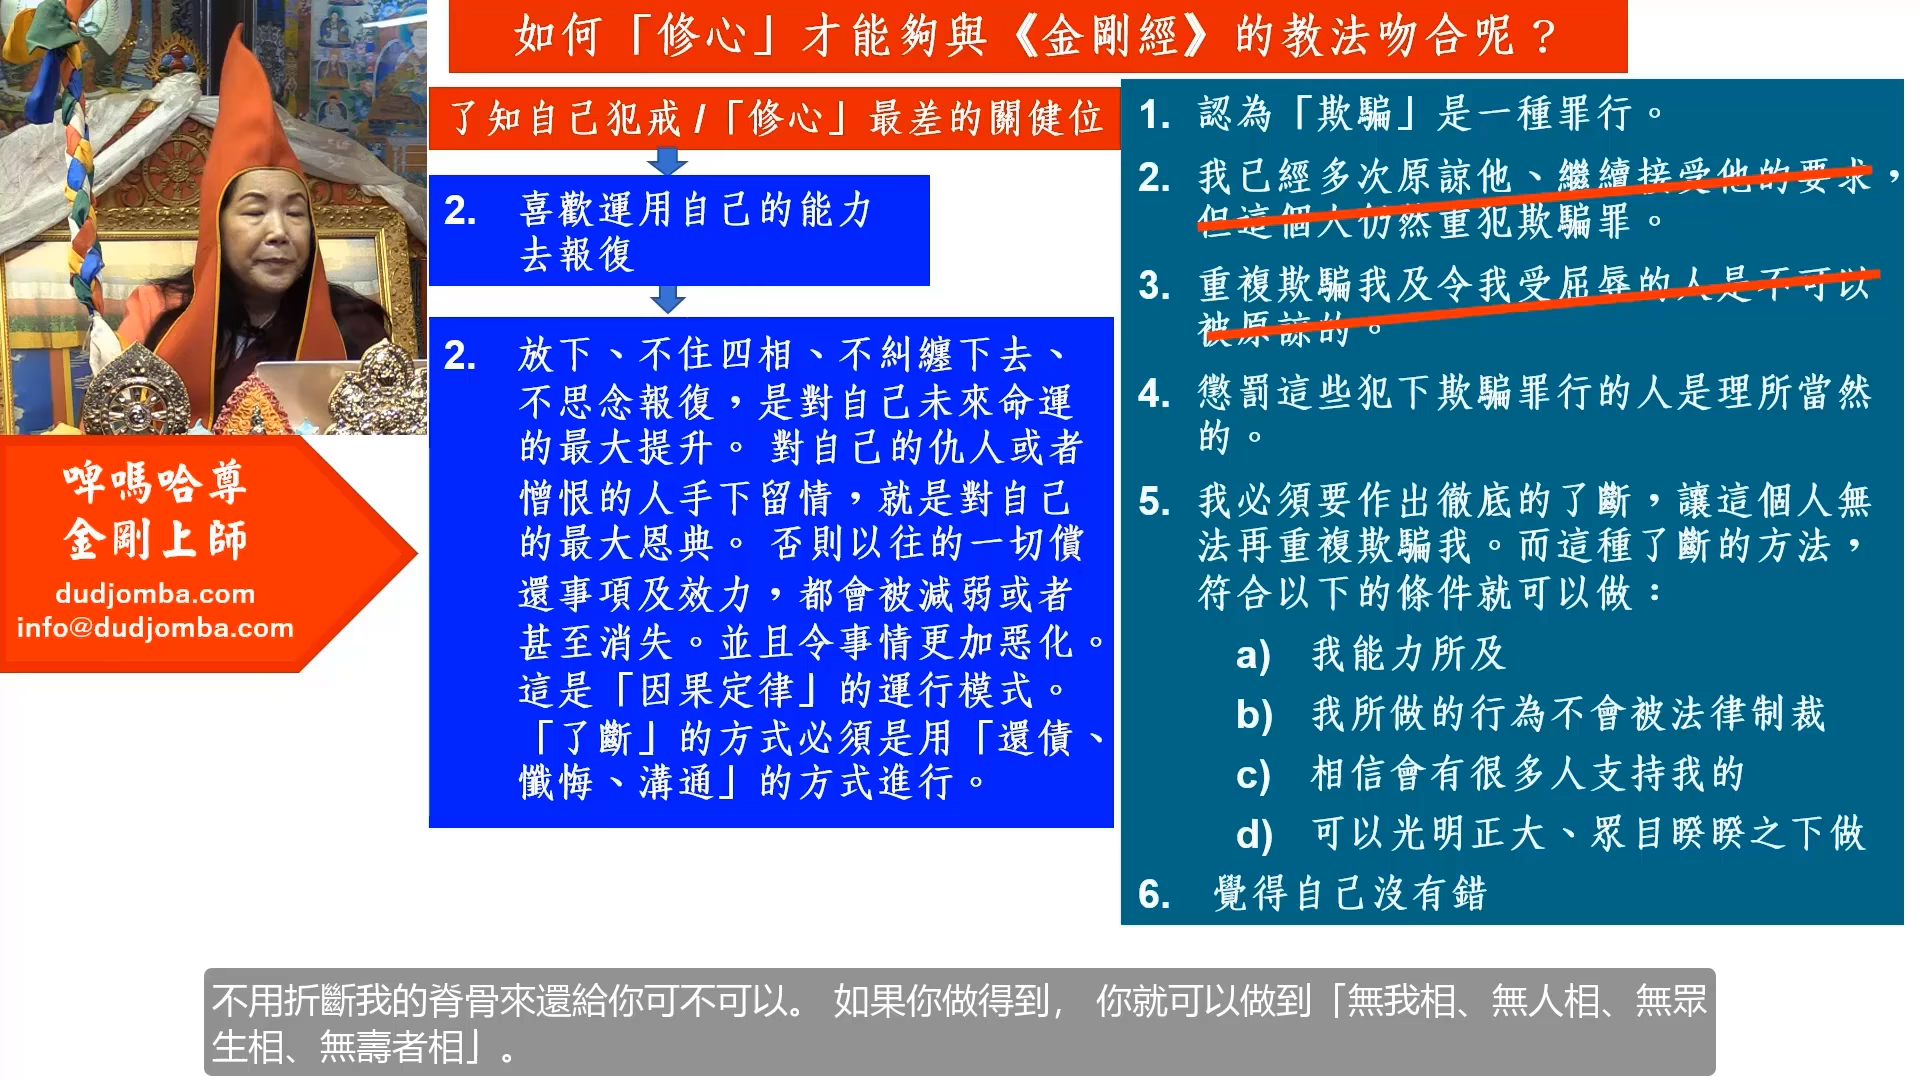 如何「修心」才能夠與《金剛經》的教法吻合呢？
了知自己犯戒 /「修心」最差的關健位
2. 喜歡運用自己的能力
去報復
2. 放下、不住四相、不糾纏下去、
不思念報復，是對自己未來命運
的最大提升。 對自己的仇人或者
憎恨的人手下留情，就是對自己
的最大恩典。 否則以往的一切償
還事項及效力，都會被減弱或者
甚至消失。並且令事情更加惡化。
這是「因果定律」的運行模式。
「了斷」的方式必須是用「還債、
懺悔、溝通」的方式進行。
1. 認為「欺騙」是一種罪行。
2. 我已經多次原諒他、繼續接受他的要求，
但這個人仍然重犯欺騙罪。
3. 重複欺騙我及令我受屈辱的人是不可以
被原諒的。
4. 懲罰這些犯下欺騙罪行的人是理所當然
的。
5. 我必須要作出徹底的了斷，讓這個人無
法再重複欺騙我。而這種了斷的方法，
符合以下的條件就可以做：
a) 我能力所及
b) 我所做的行為不會被法律制裁
c) 相信會有很多人支持我的
d) 可以光明正大、眾目睽睽之下做
6. 覺得自己沒有錯
啤嗎哈尊
金剛上師
dudjomba.com
info@dudjomba.com
不用折斷我的脊骨來還給你可不可以。 如果你做得到， 你就可以做到「無我相、無人相、無眾
生相、無壽者相」。